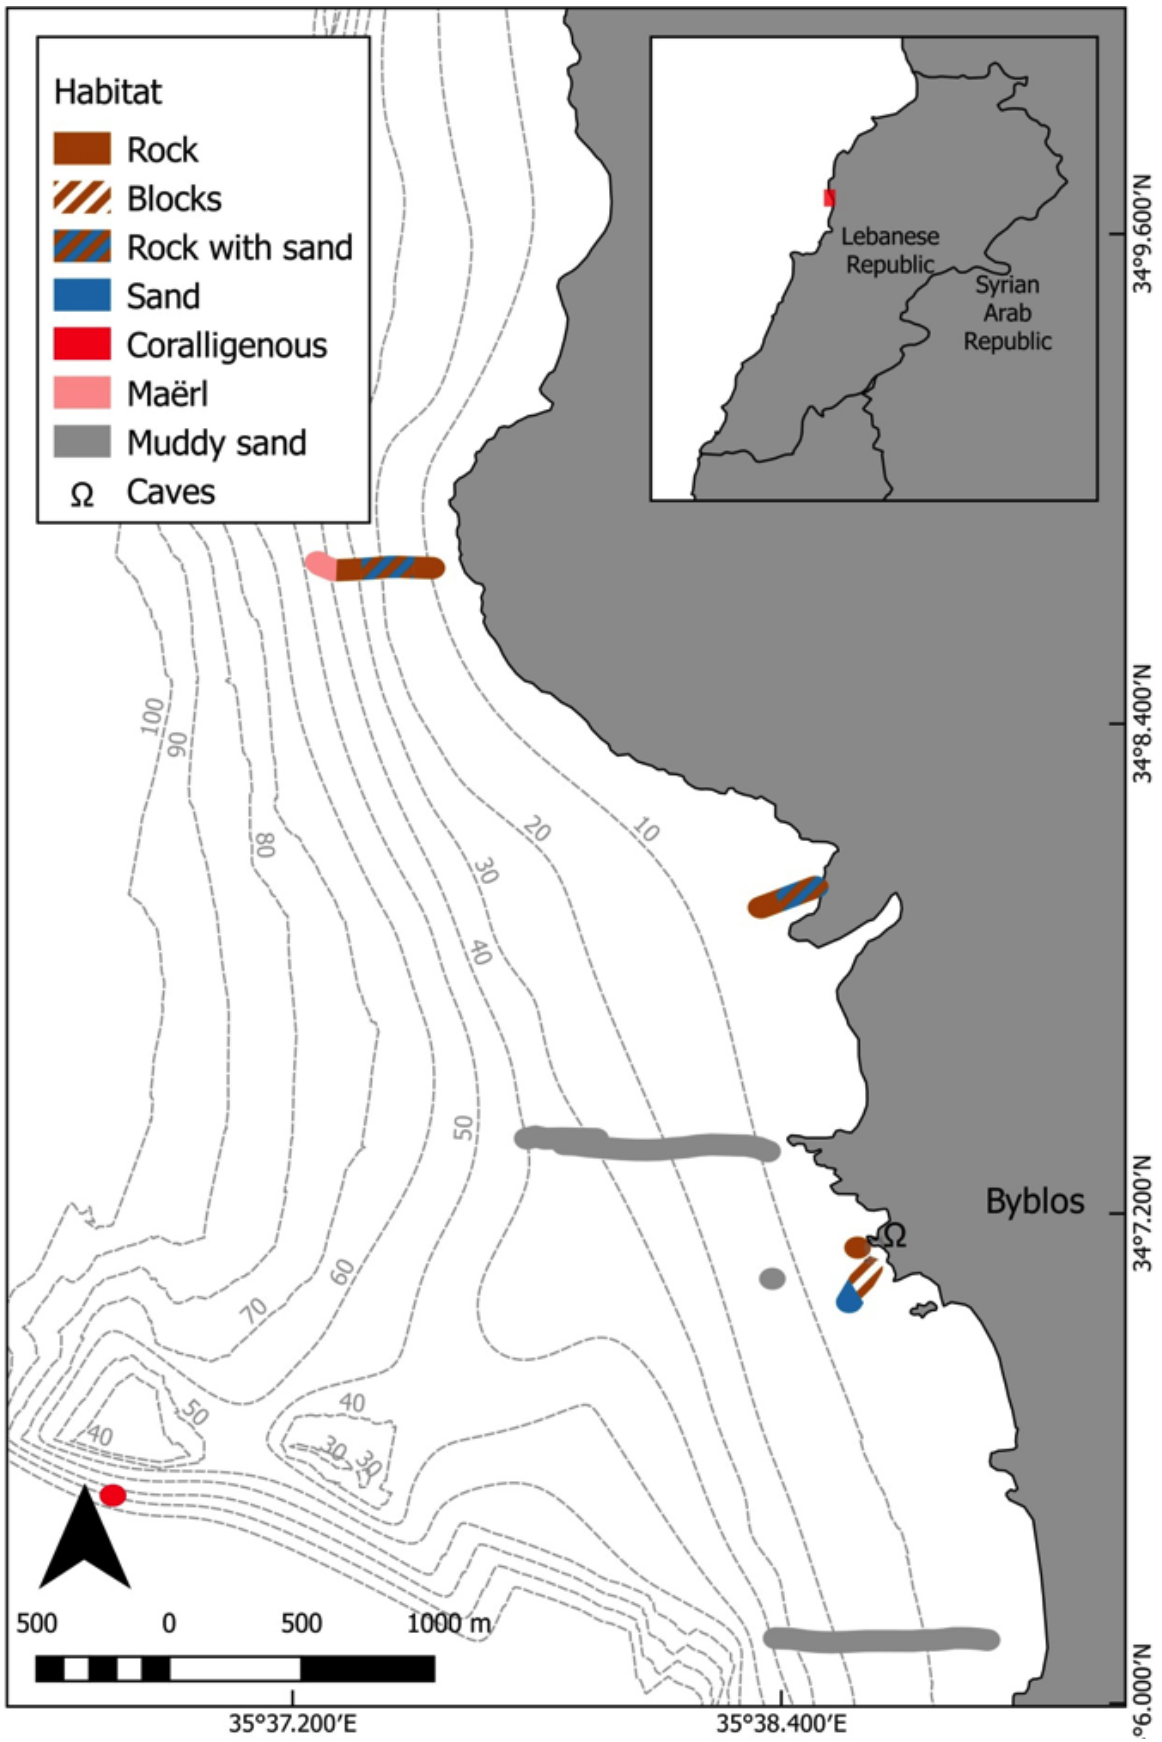 Habitat
Rock
Blocks
Rock with sand
Sand
Coralligenous
Maërl
Muddy sand
Ω Caves
Lebanese
Republic
Syrian
Arab
Republic
34°9.600′N
34°8.400′N
34°7.200′N
°6.000′N
100
90
80
20
10
30
40
50
60
70
50
40
40
30
30
Byblos
Ω
500 0 500 1000 m
35°37.200′E 35°38.400′E